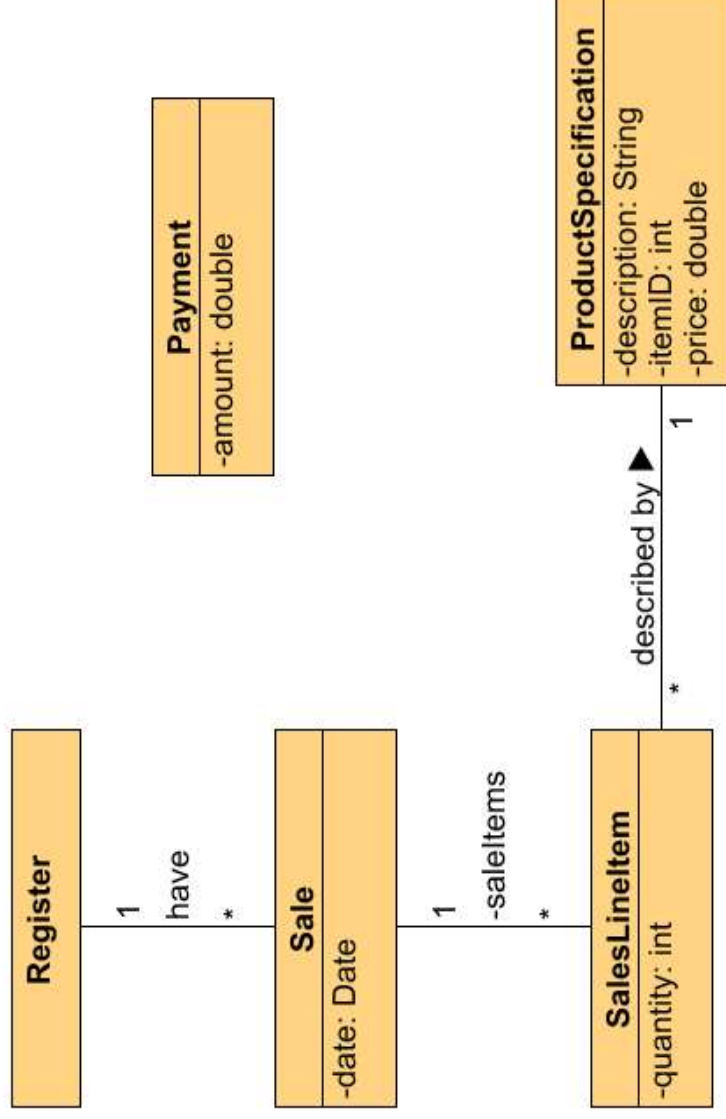 Register
1
have
*
Sale
-date: Date
1
-saleItems
*
SalesLineItem
-quantity: int
*
described by
1
Payment
-amount: double
ProductSpecification
-description: String
-itemID: int
-price: double